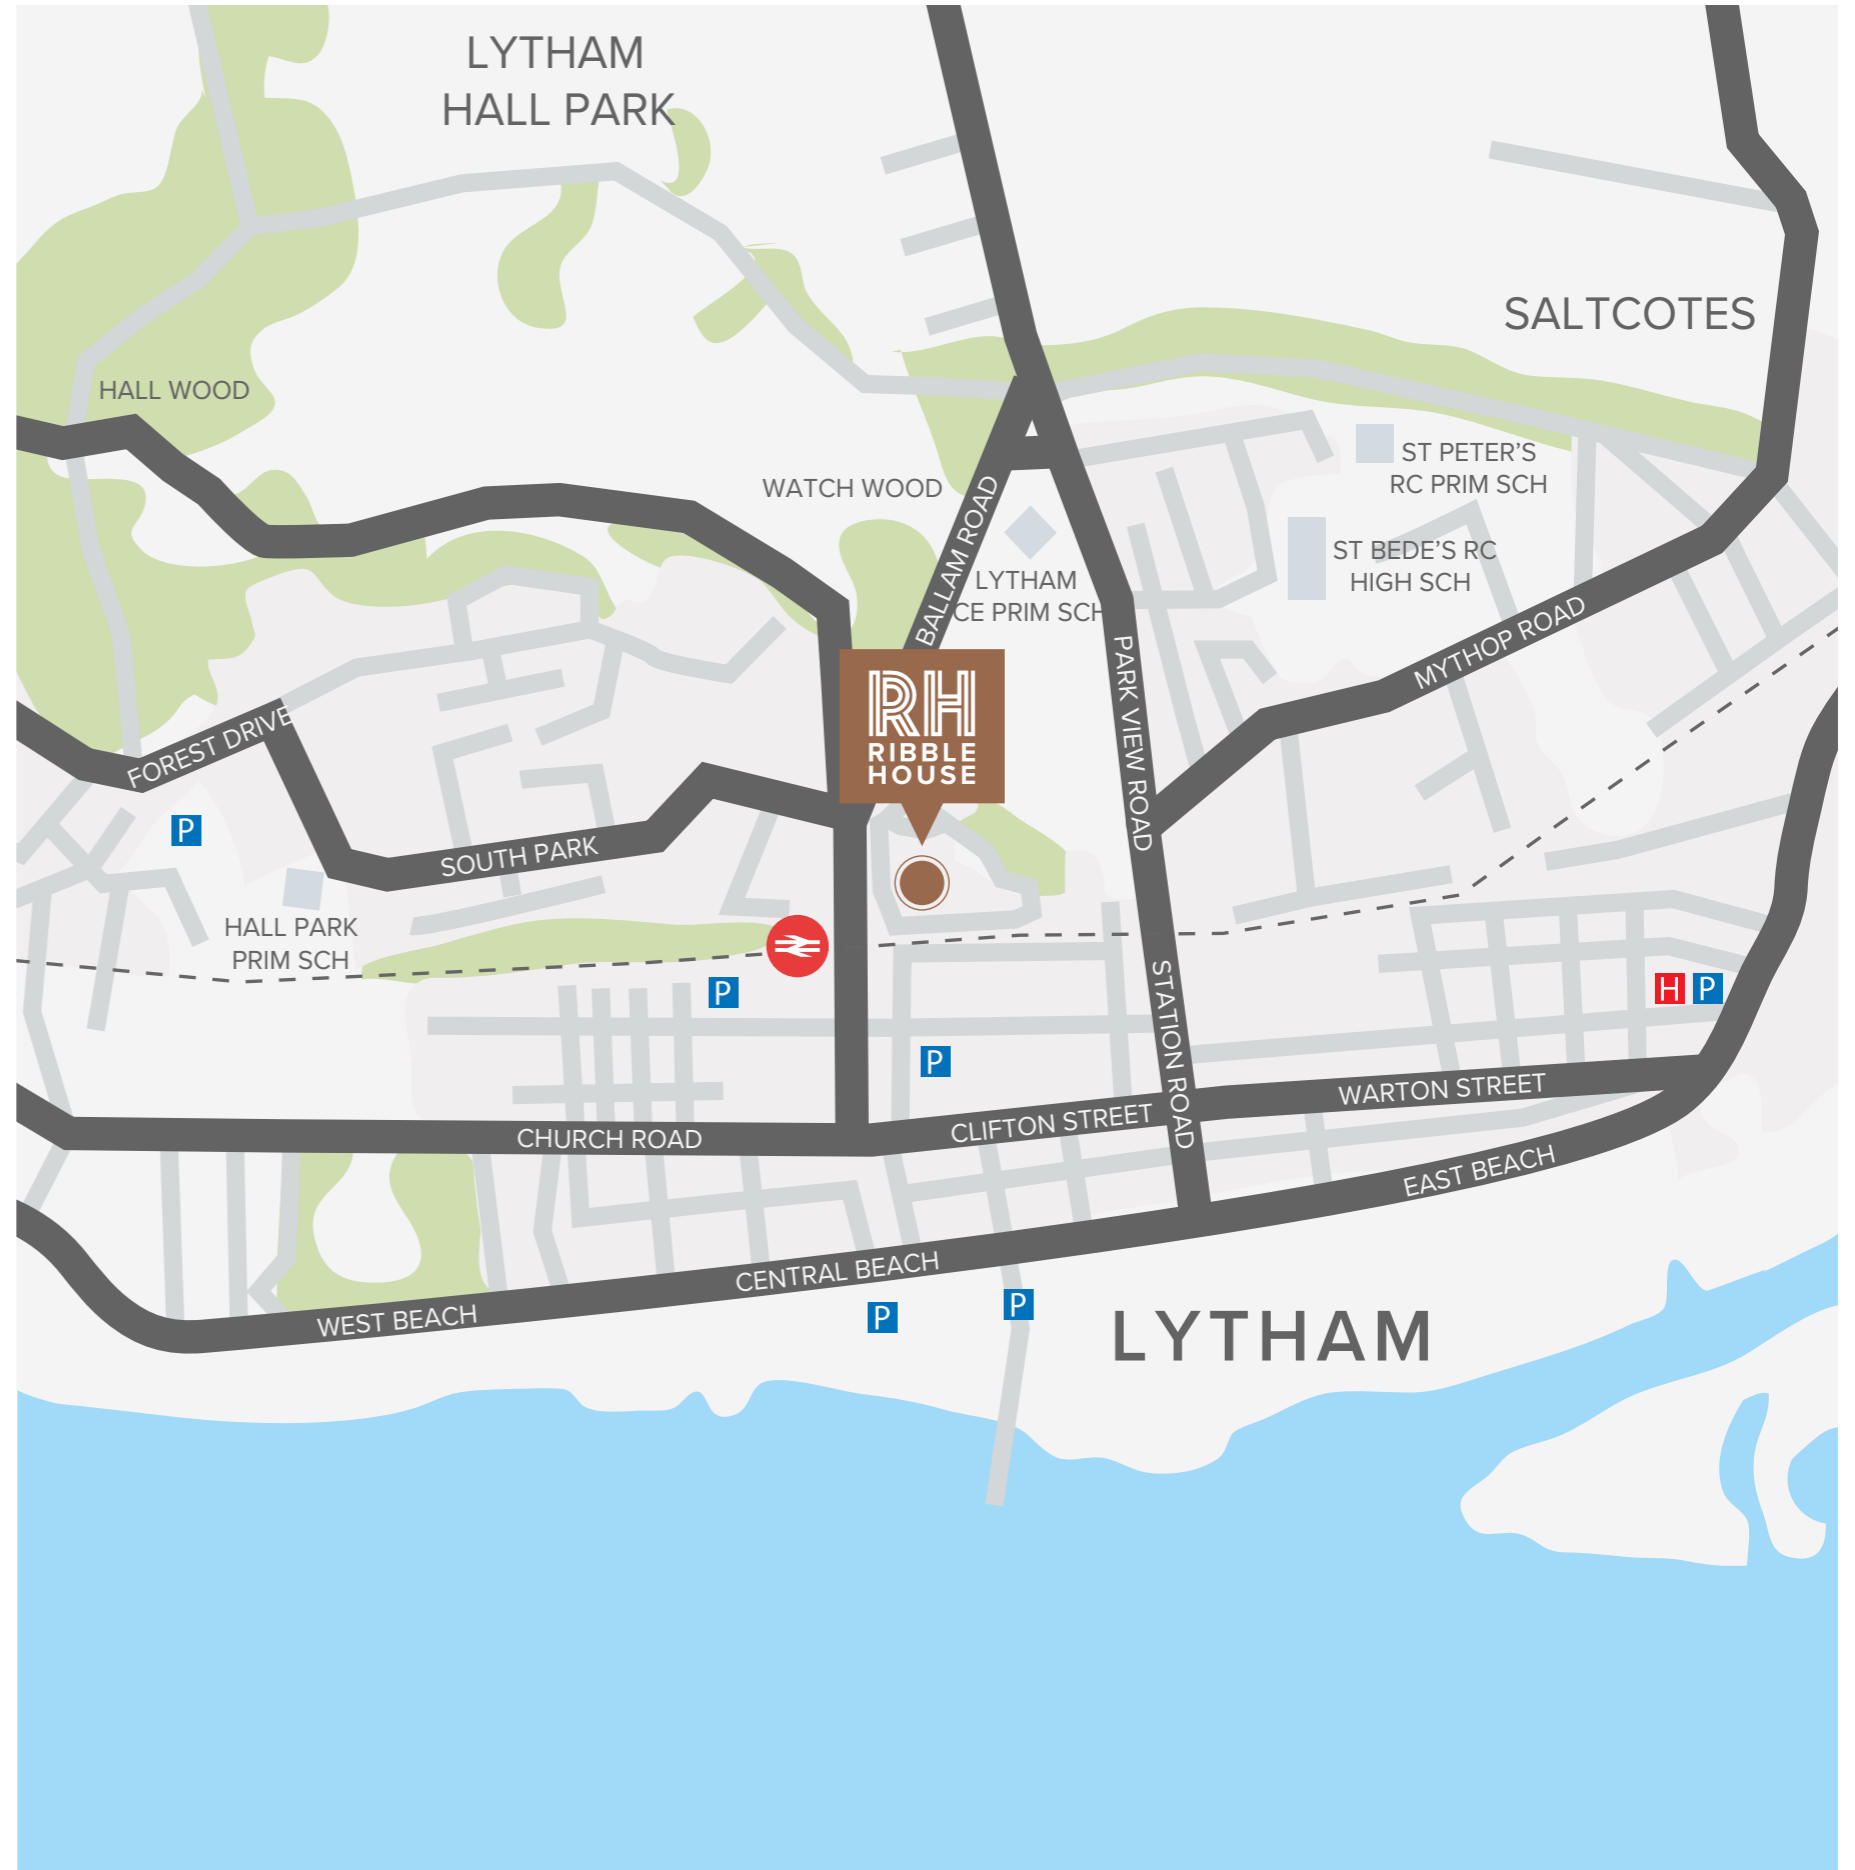 LYTHAM
HALL PARK
SALTCOTES
HALL WOOD
WATCH WOOD
ST PETER'S
RC PRIM SCH
BALLAM ROAD
ST BEDE'S RC
HIGH SCH
LYTHAM
CE PRIM SCH
MYTHOP ROAD
PARK VIEW ROAD
RH
RIBBLE
HOUSE
FOREST DRIVE
P
SOUTH PARK
HALL PARK
PRIM SCH
P
H P
STATION ROAD
P
WARTON STREET
CLIFTON STREET
CHURCH ROAD
EAST BEACH
CENTRAL BEACH
WEST BEACH
P
P
LYTHAM